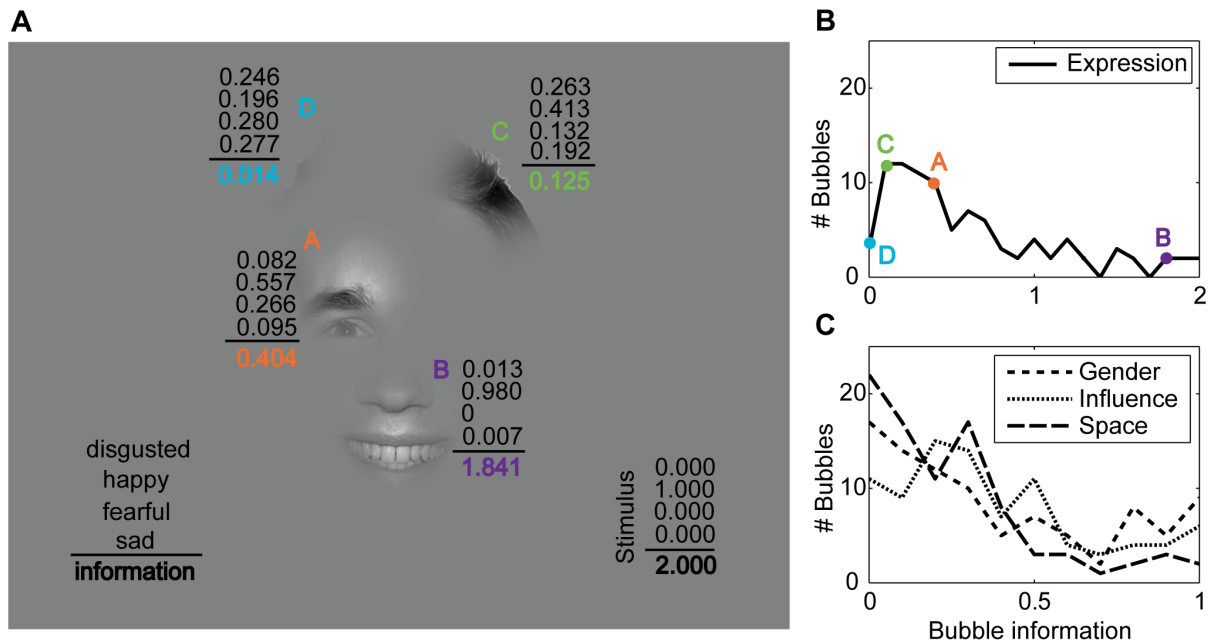 A
0.246
0.196
0.280
0.277
0.014
D
0.263
0.413
0.132
0.192
0.125
C
A
0.082
0.557
0.266
0.095
0.404
B
0.013
0.980
0
0.007
1.841
disgusted
happy
fearful
sad
information
Stimulus
0.000
1.000
0.000
0.000
2.000
B
Expression
# Bubbles
20
10
0
C
A
D
B
0 1 2
C
Gender
Influence
Space
# Bubbles
20
10
0
0 0.5 1
Bubble information